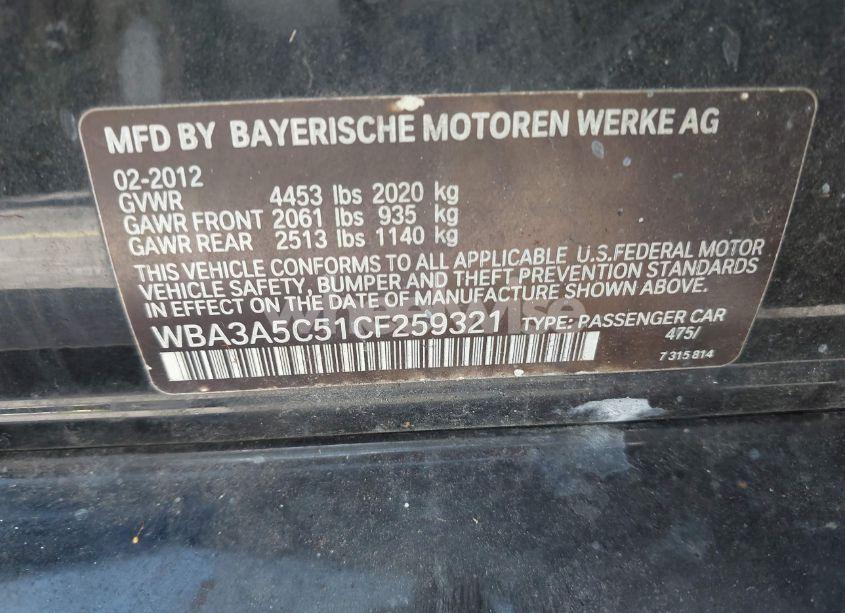 MFD BY BAYERISCHE MOTOREN WERKE AG
02-2012
GVWR 4453 lbs 2020 kg
GAWR FRONT 2061 lbs 935 kg
GAWR REAR 2513 lbs 1140 kg
THIS VEHICLE CONFORMS TO ALL APPLICABLE U.S.FEDERAL MOTOR
VEHICLE SAFETY, BUMPER AND THEFT PREVENTION STANDARDS
IN EFFECT ON THE DATE OF MANUFACTURE SHOWN ABOVE.
WBA3A5C51CF259321 TYPE: PASSENGER CAR
475/
7 315 814